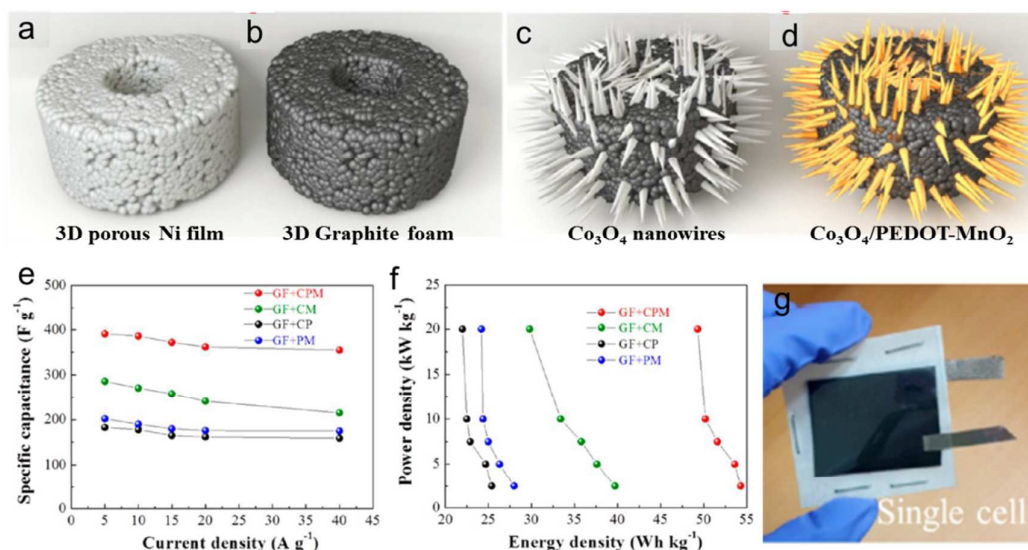 a
b
c
d
3D porous Ni film
3D Graphite foam
Co₃O₄ nanowires
Co₃O₄/PEDOT-MnO₂
e
500
400
300
200
100
0
5 10 15 20 25 30 35 40 45
Specific capacitance (F g⁻¹)
Current density (A g⁻¹)
GF+CPM
GF+CM
GF+CP
GF+PM
f
25
20
15
10
5
0
20 25 30 35 40 45 50 55
Power density (kW kg⁻¹)
Energy density (Wh kg⁻¹)
GF+CPM
GF+CM
GF+CP
GF+PM
g
Single cell